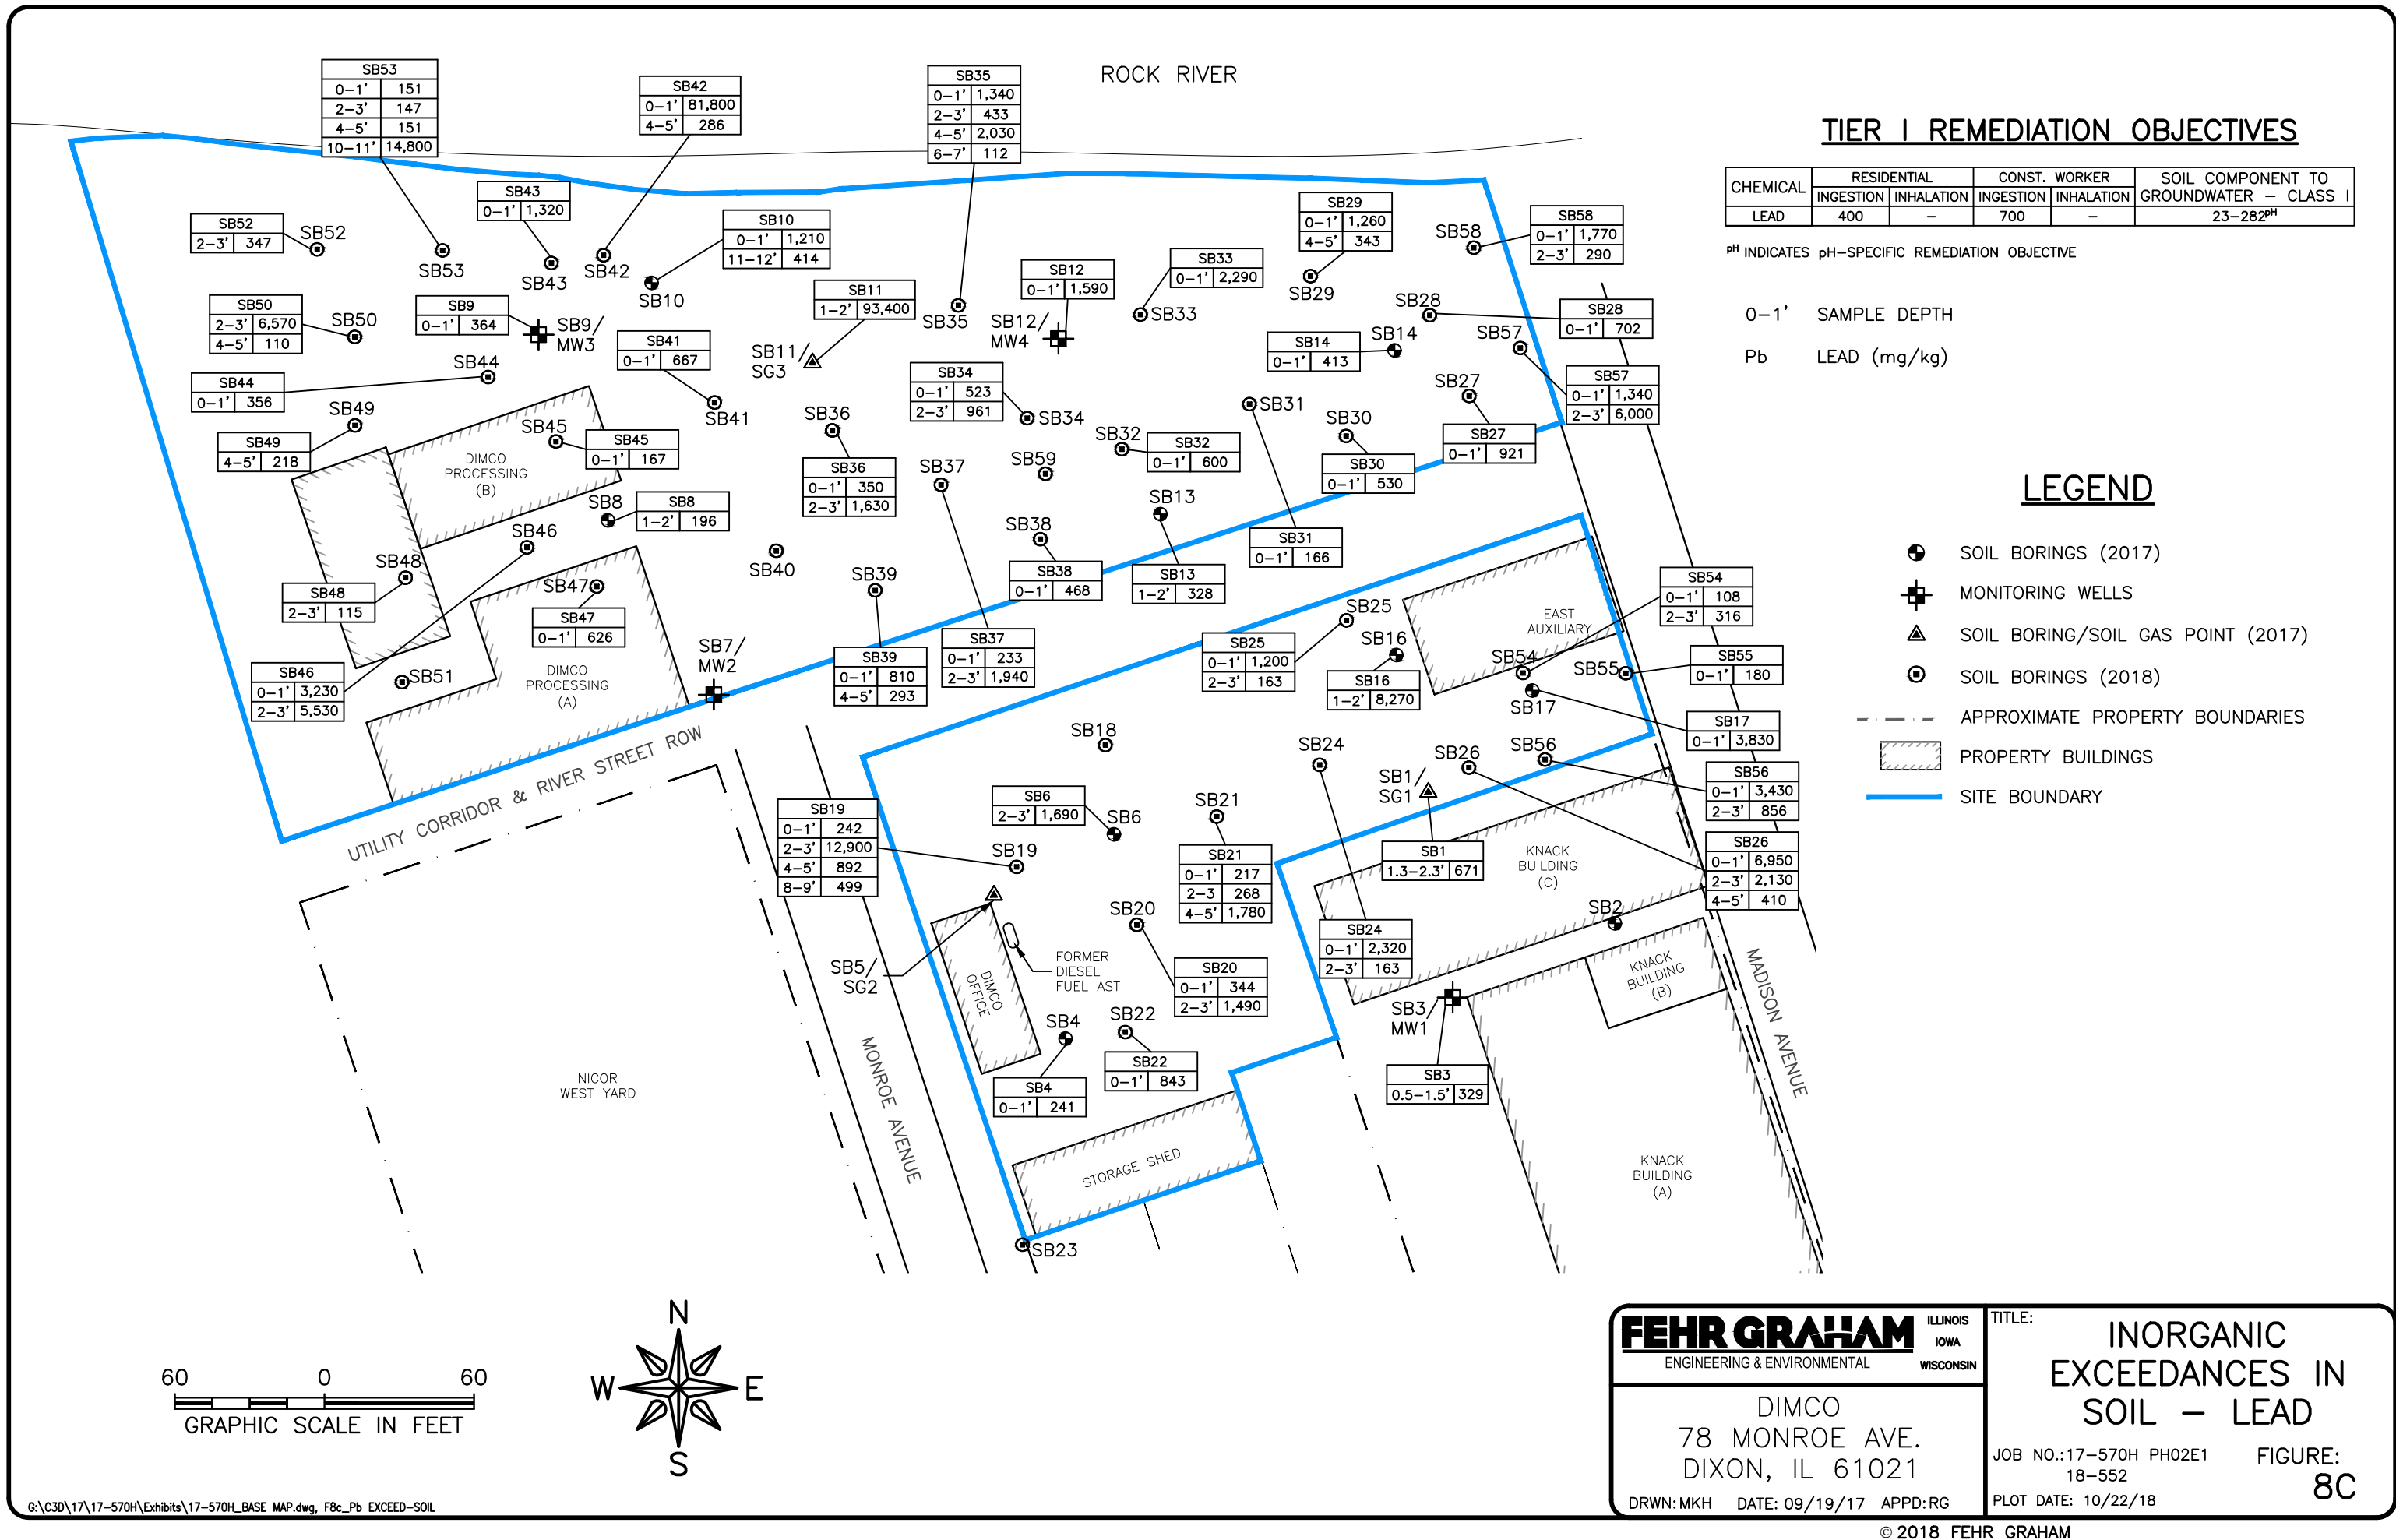 ROCK RIVER
SB53
0-1' 151
2-3' 147
4-5' 151
10-11' 14,800
SB42
0-1' 81,800
4-5' 286
SB35
0-1' 1,340
2-3' 433
4-5' 2,030
6-7' 112
SB43
0-1' 1,320
SB52
2-3' 347
SB52
SB53
SB43
SB42
SB10
0-1' 1,210
11-12' 414
SB10
SB29
0-1' 1,260
4-5' 343
SB29
SB58
SB58
0-1' 1,770
2-3' 290
SB33
0-1' 2,290
SB33
SB12
0-1' 1,590
SB12/
MW4
SB11
1-2' 93,400
SB11/
SG3
SB35
SB50
2-3' 6,570
4-5' 110
SB50
SB9
0-1' 364
SB9/
MW3
SB41
0-1' 667
SB41
SB28
SB28
0-1' 702
SB14
0-1' 413
SB14
SB57
SB57
0-1' 1,340
2-3' 6,000
SB44
0-1' 356
SB44
SB34
0-1' 523
2-3' 961
SB34
SB27
SB27
0-1' 921
SB31
SB30
SB30
0-1' 530
SB49
SB49
4-5' 218
SB45
SB45
0-1' 167
DIMCO
PROCESSING
(B)
SB36
SB36
0-1' 350
2-3' 1,630
SB32
SB32
0-1' 600
SB37
SB59
SB8
SB8
1-2' 196
SB13
SB46
SB38
SB38
0-1' 468
SB13
1-2' 328
SB31
0-1' 166
SB40
SB39
SB48
SB48
2-3' 115
SB47
SB47
0-1' 626
SB37
0-1' 233
2-3' 1,940
SB39
0-1' 810
4-5' 293
SB7/
MW2
SB46
0-1' 3,230
2-3' 5,530
SB51
DIMCO
PROCESSING
(A)
SB25
SB25
0-1' 1,200
2-3' 163
SB16
SB16
1-2' 8,270
EAST
AUXILIARY
SB54
0-1' 108
2-3' 316
SB54
SB55
SB55
0-1' 180
SB17
SB17
0-1' 3,830
UTILITY CORRIDOR & RIVER STREET ROW
SB18
SB24
SB26
SB56
SB56
0-1' 3,430
2-3' 856
SB26
0-1' 6,950
2-3' 2,130
4-5' 410
SB1/
SG1
SB1
1.3-2.3' 671
SB6
2-3' 1,690
SB6
SB21
SB21
0-1' 217
2-3 268
4-5' 1,780
SB19
0-1' 242
2-3' 12,900
4-5' 892
8-9' 499
SB19
KNACK
BUILDING
(C)
SB2
SB24
0-1' 2,320
2-3' 163
SB20
SB20
0-1' 344
2-3' 1,490
SB5/
SG2
DIMCO
OFFICE
FORMER
DIESEL
FUEL AST
KNACK
BUILDING
(B)
SB3/
MW1
SB3
0.5-1.5' 329
SB4
SB4
0-1' 241
SB22
SB22
0-1' 843
NICOR
WEST YARD
MONROE AVENUE
MADISON AVENUE
STORAGE SHED
KNACK
BUILDING
(A)
SB23
TIER I REMEDIATION OBJECTIVES
CHEMICAL RESIDENTIAL CONST. WORKER SOIL COMPONENT TO
INGESTION INHALATION INGESTION INHALATION GROUNDWATER - CLASS I
LEAD 400 - 700 - 23-282pH
pH INDICATES pH-SPECIFIC REMEDIATION OBJECTIVE
0-1' SAMPLE DEPTH
Pb LEAD (mg/kg)
LEGEND
SOIL BORINGS (2017)
MONITORING WELLS
SOIL BORING/SOIL GAS POINT (2017)
SOIL BORINGS (2018)
APPROXIMATE PROPERTY BOUNDARIES
PROPERTY BUILDINGS
SITE BOUNDARY
60 0 60
GRAPHIC SCALE IN FEET
N
W E
S
FEHR GRAHAM
ENGINEERING & ENVIRONMENTAL
ILLINOIS
IOWA
WISCONSIN
DIMCO
78 MONROE AVE.
DIXON, IL 61021
DRWN: MKH DATE: 09/19/17 APPD: RG
TITLE:
INORGANIC
EXCEEDANCES IN
SOIL - LEAD
JOB NO.:17-570H PH02E1
18-552
PLOT DATE: 10/22/18
FIGURE:
8C
G:\C3D\17\17-570H\Exhibits\17-570H_BASE MAP.dwg, F8c_Pb EXCEED-SOIL
© 2018 FEHR GRAHAM